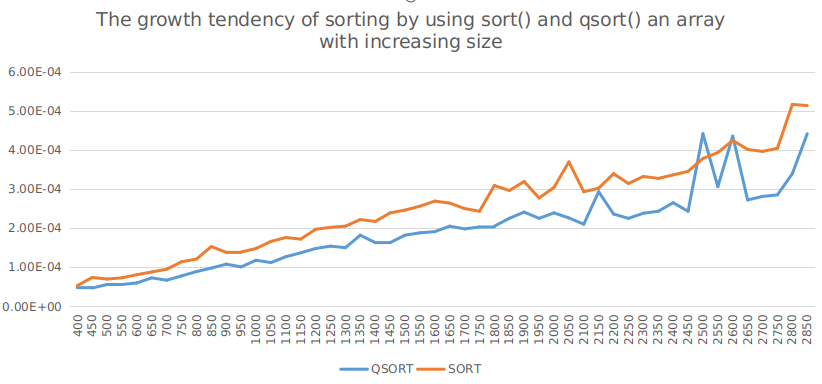 The growth tendency of sorting by using sort() and qsort() an array
with increasing size
6.00E-04
5.00E-04
4.00E-04
3.00E-04
2.00E-04
1.00E-04
0.00E+00
400 450 500 550 600 650 700 750 800 850 900 950 1000 1050 1100 1150 1200 1250 1300 1350 1400 1450 1500 1550 1600 1650 1700 1750 1800 1850 1900 1950 2000 2050 2100 2150 2200 2250 2300 2350 2400 2450 2500 2550 2600 2650 2700 2750 2800 2850
QSORT SORT